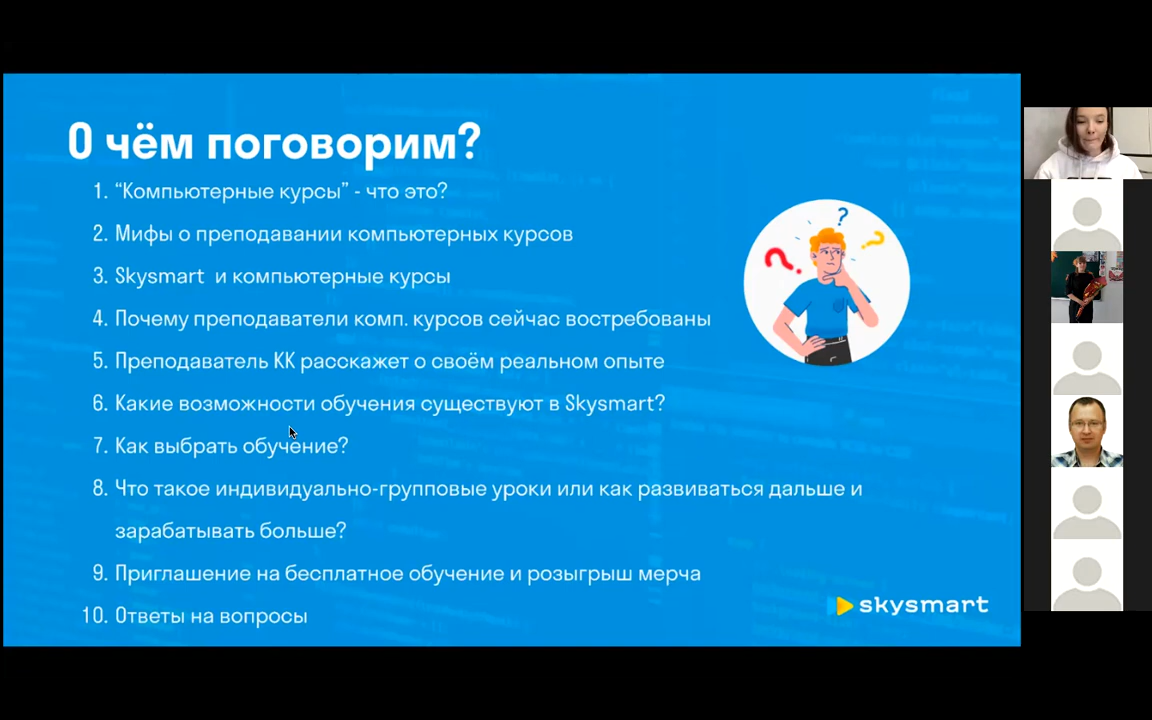 О чём поговорим?
1. “Компьютерные курсы” - что это?
2. Мифы о преподавании компьютерных курсов
3. Skysmart и компьютерные курсы
4. Почему преподаватели комп. курсов сейчас востребованы
5. Преподаватель КК расскажет о своём реальном опыте
6. Какие возможности обучения существуют в Skysmart?
7. Как выбрать обучение?
8. Что такое индивидуально-групповые уроки или как развиваться дальше и
зарабатывать больше?
9. Приглашение на бесплатное обучение и розыгрыш мерча
10. Ответы на вопросы
skysmart